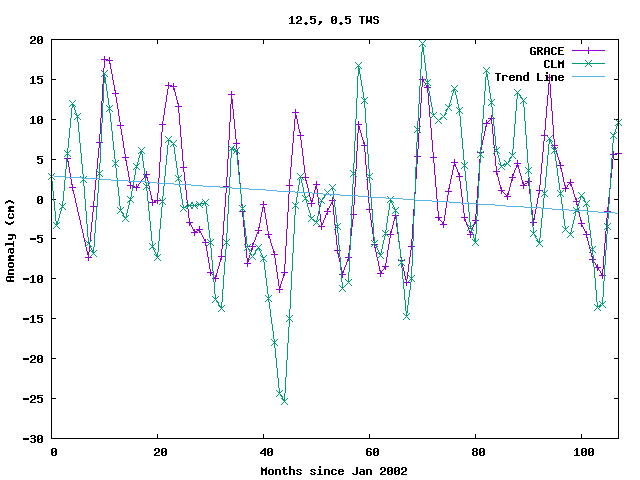 12.5, 0.5 TWS
GRACE
CLM
Trend Line
20
15
10
5
0
-5
-10
-15
-20
-25
-30
Anomaly (cm)
0 20 40 60 80 100
Months since Jan 2002